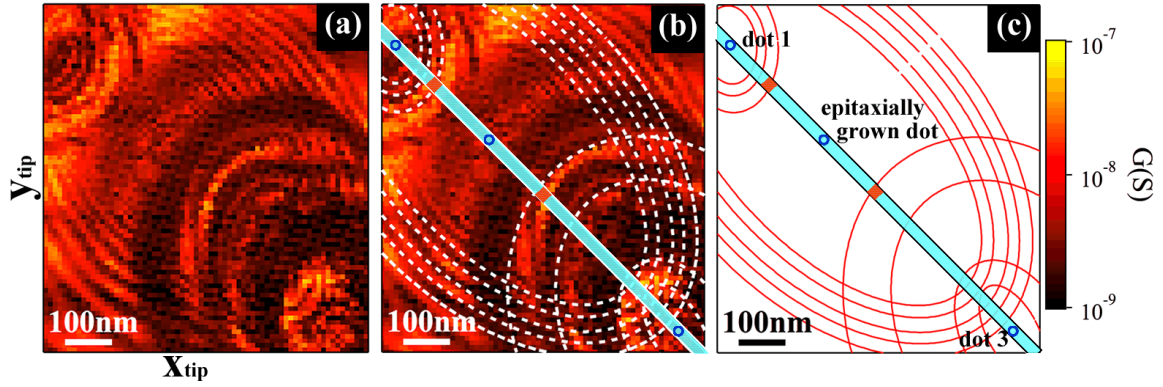 (a)
(b)
(c)
dot 1
epitaxially
grown dot
dot 3
100nm
100nm
100nm
y_tip
x_tip
10^-7
10^-8
10^-9
G(S)